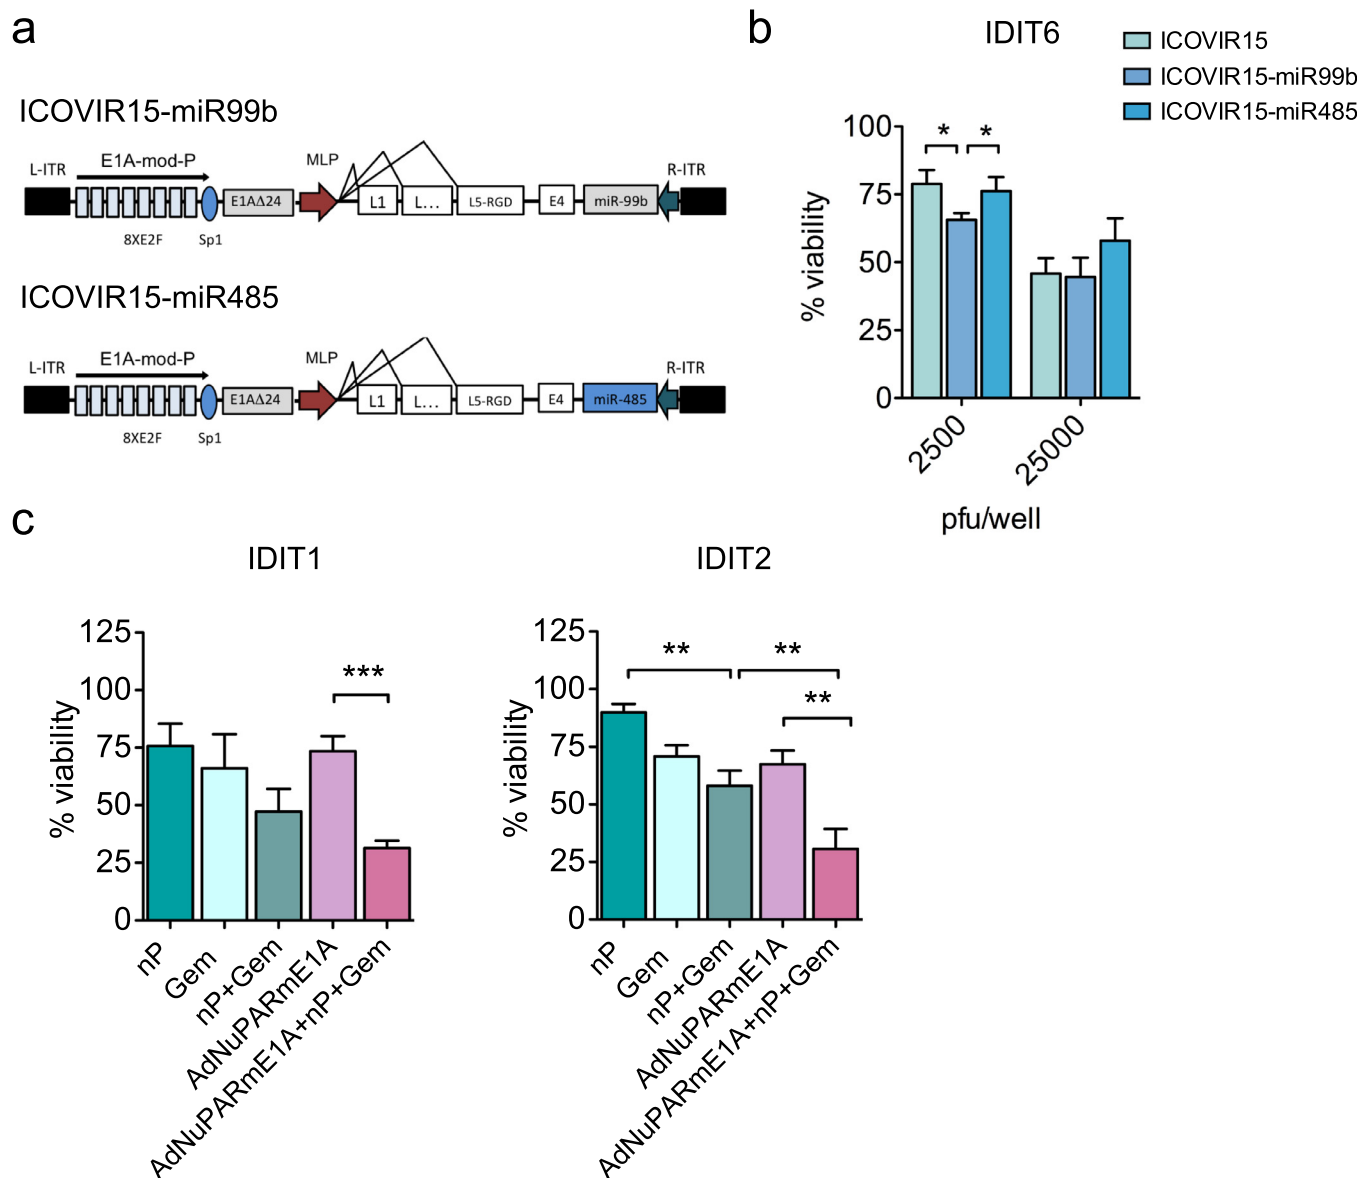 a
ICOVIR15-miR99b
L-ITR
E1A-mod-P
MLP
R-ITR
E1AΔ24
L1
L...
L5-RGD
E4
miR-99b
8XE2F
Sp1
ICOVIR15-miR485
L-ITR
E1A-mod-P
MLP
R-ITR
E1AΔ24
L1
L...
L5-RGD
E4
miR-485
8XE2F
Sp1
b
IDIT6
ICOVIR15
ICOVIR15-miR99b
ICOVIR15-miR485
% viability
100
75
50
25
0
* *
2500
25000
pfu/well
c
IDIT1
% viability
125
100
75
50
25
0
***
nP
Gem
nP+Gem
AdNuPARmE1A
AdNuPARmE1A+nP+Gem
IDIT2
% viability
125
100
75
50
25
0
** **
**
nP
Gem
nP+Gem
AdNuPARmE1A
AdNuPARmE1A+nP+Gem